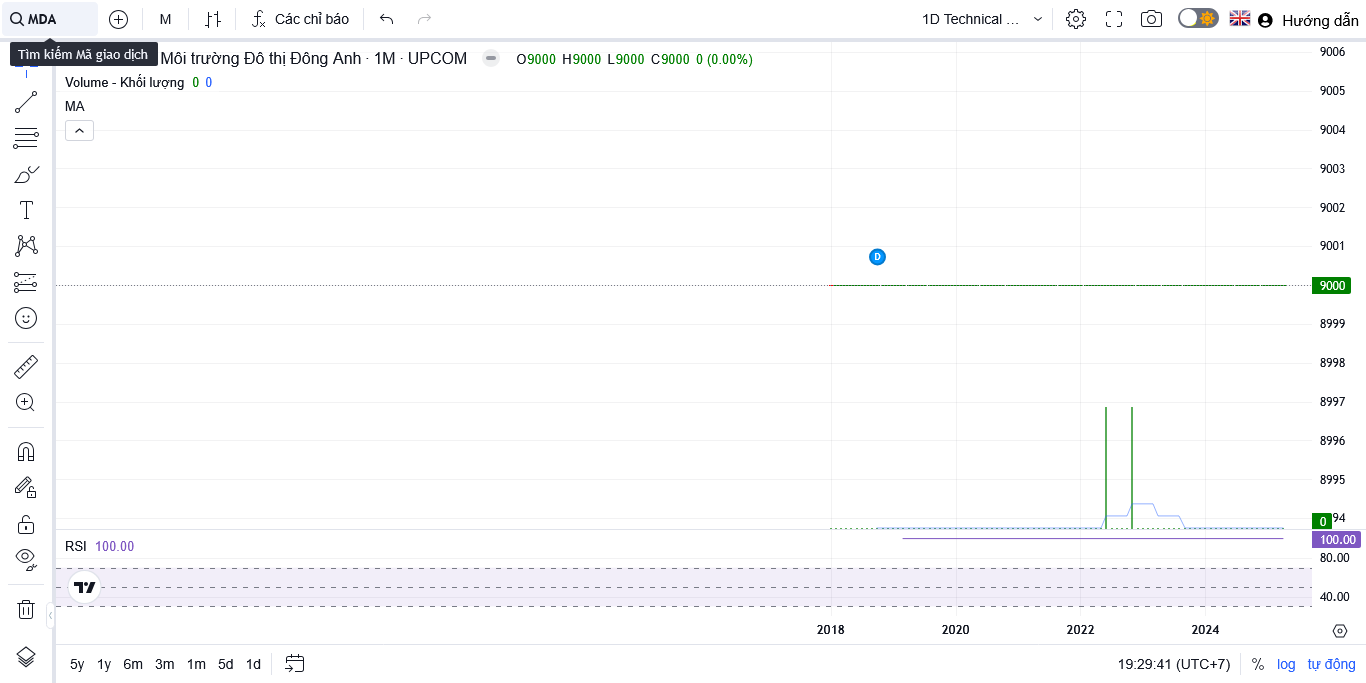 MDA
M
Các chỉ báo
1D Technical ...
Hướng dẫn
Tìm kiếm Mã giao dịch
Môi trường Đô thị Đông Anh · 1M · UPCOM
O9000 H9000 L9000 C9000 0 (0.00%)
Volume - Khối lượng 0 0
MA
9006
9005
9004
9003
9002
9001
D
9000
8999
8998
8997
8996
8995
0
94
RSI 100.00
100.00
80.00
40.00
2018 2020 2022 2024
5y 1y 6m 3m 1m 5d 1d
19:29:41 (UTC+7) % log tự động